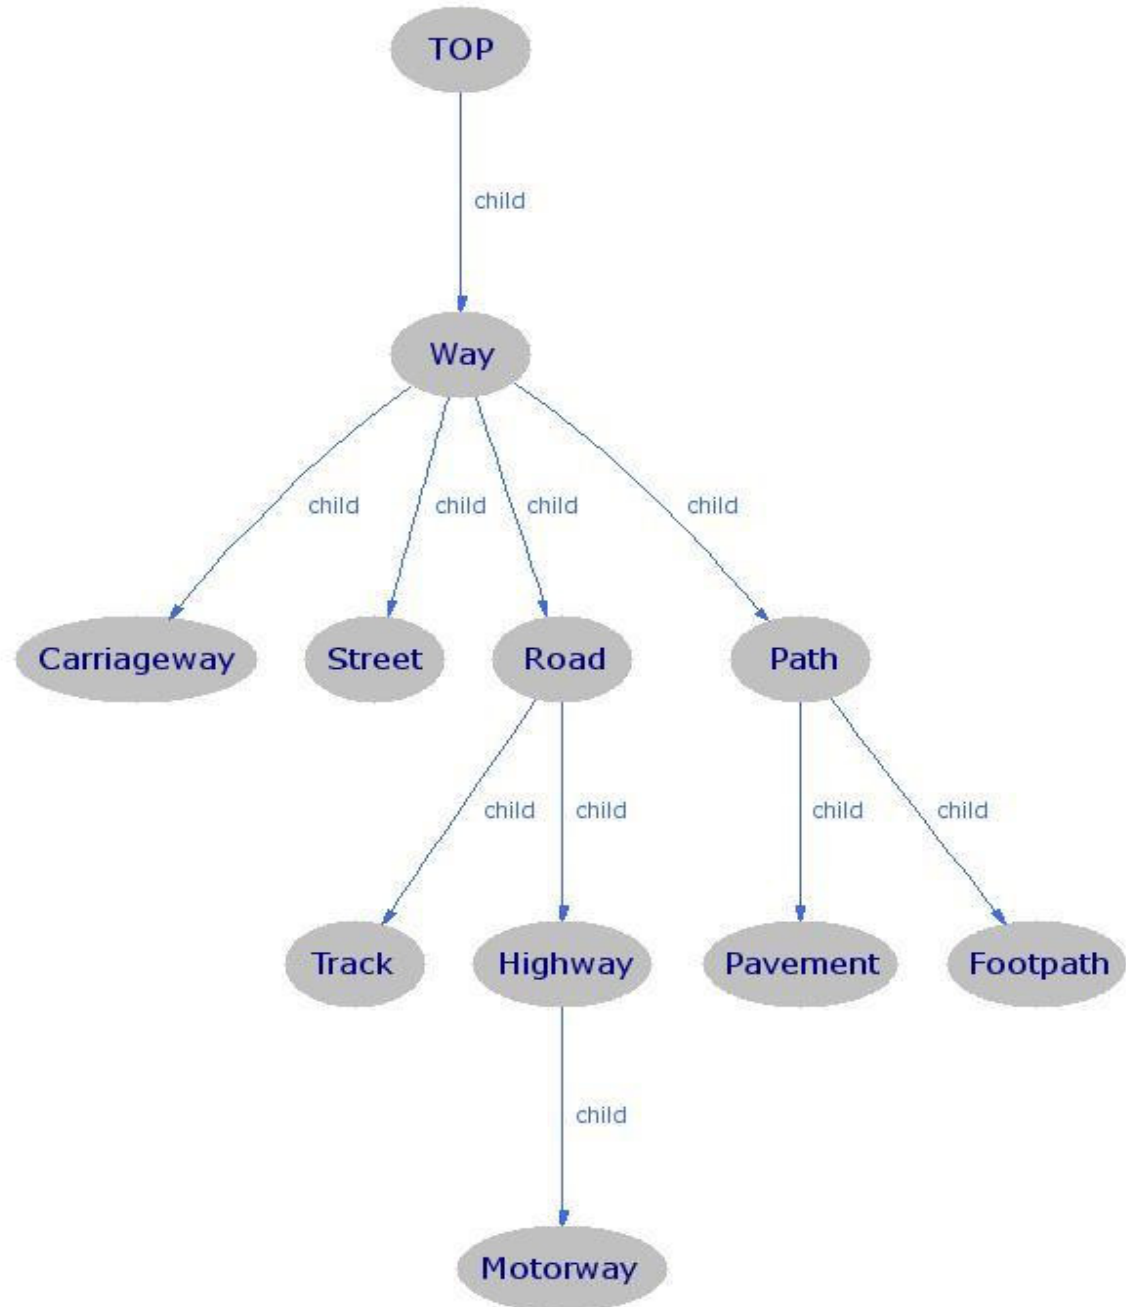 TOP
child
Way
child child child child
Carriageway Street Road Path
child child child child
Track Highway Pavement Footpath
child
Motorway